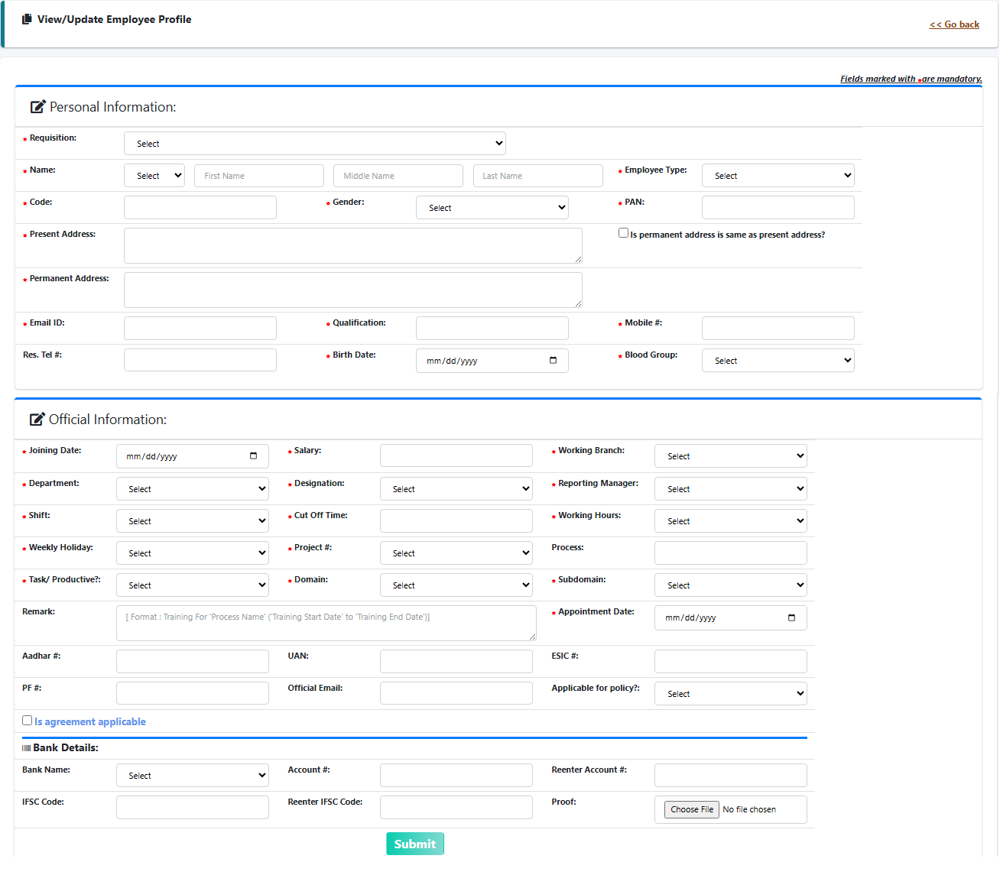 View/Update Employee Profile
<< Go back
Fields marked with *are mandatory.
Personal Information:
* Requisition: Select
* Name: Select First Name Middle Name Last Name * Employee Type: Select
* Code: * Gender: Select * PAN:
* Present Address: Is permanent address is same as present address?
* Permanent Address:
* Email ID: * Qualification: * Mobile #:
Res. Tel #: * Birth Date: mm/dd/yyyy * Blood Group: Select
Official Information:
* Joining Date: mm/dd/yyyy * Salary: * Working Branch: Select
* Department: Select * Designation: Select * Reporting Manager: Select
* Shift: Select * Cut Off Time: * Working Hours: Select
* Weekly Holiday: Select * Project #: Select Process:
* Task/ Productive?: Select * Domain: Select * Subdomain: Select
Remark: [ Format : Training For 'Process Name' ('Training Start Date' to 'Training End Date')] * Appointment Date: mm/dd/yyyy
Aadhar #: UAN: ESIC #:
PF #: Official Email: Applicable for policy?: Select
Is agreement applicable
Bank Details:
Bank Name: Select Account #: Reenter Account #:
IFSC Code: Reenter IFSC Code: Proof: Choose File No file chosen
Submit